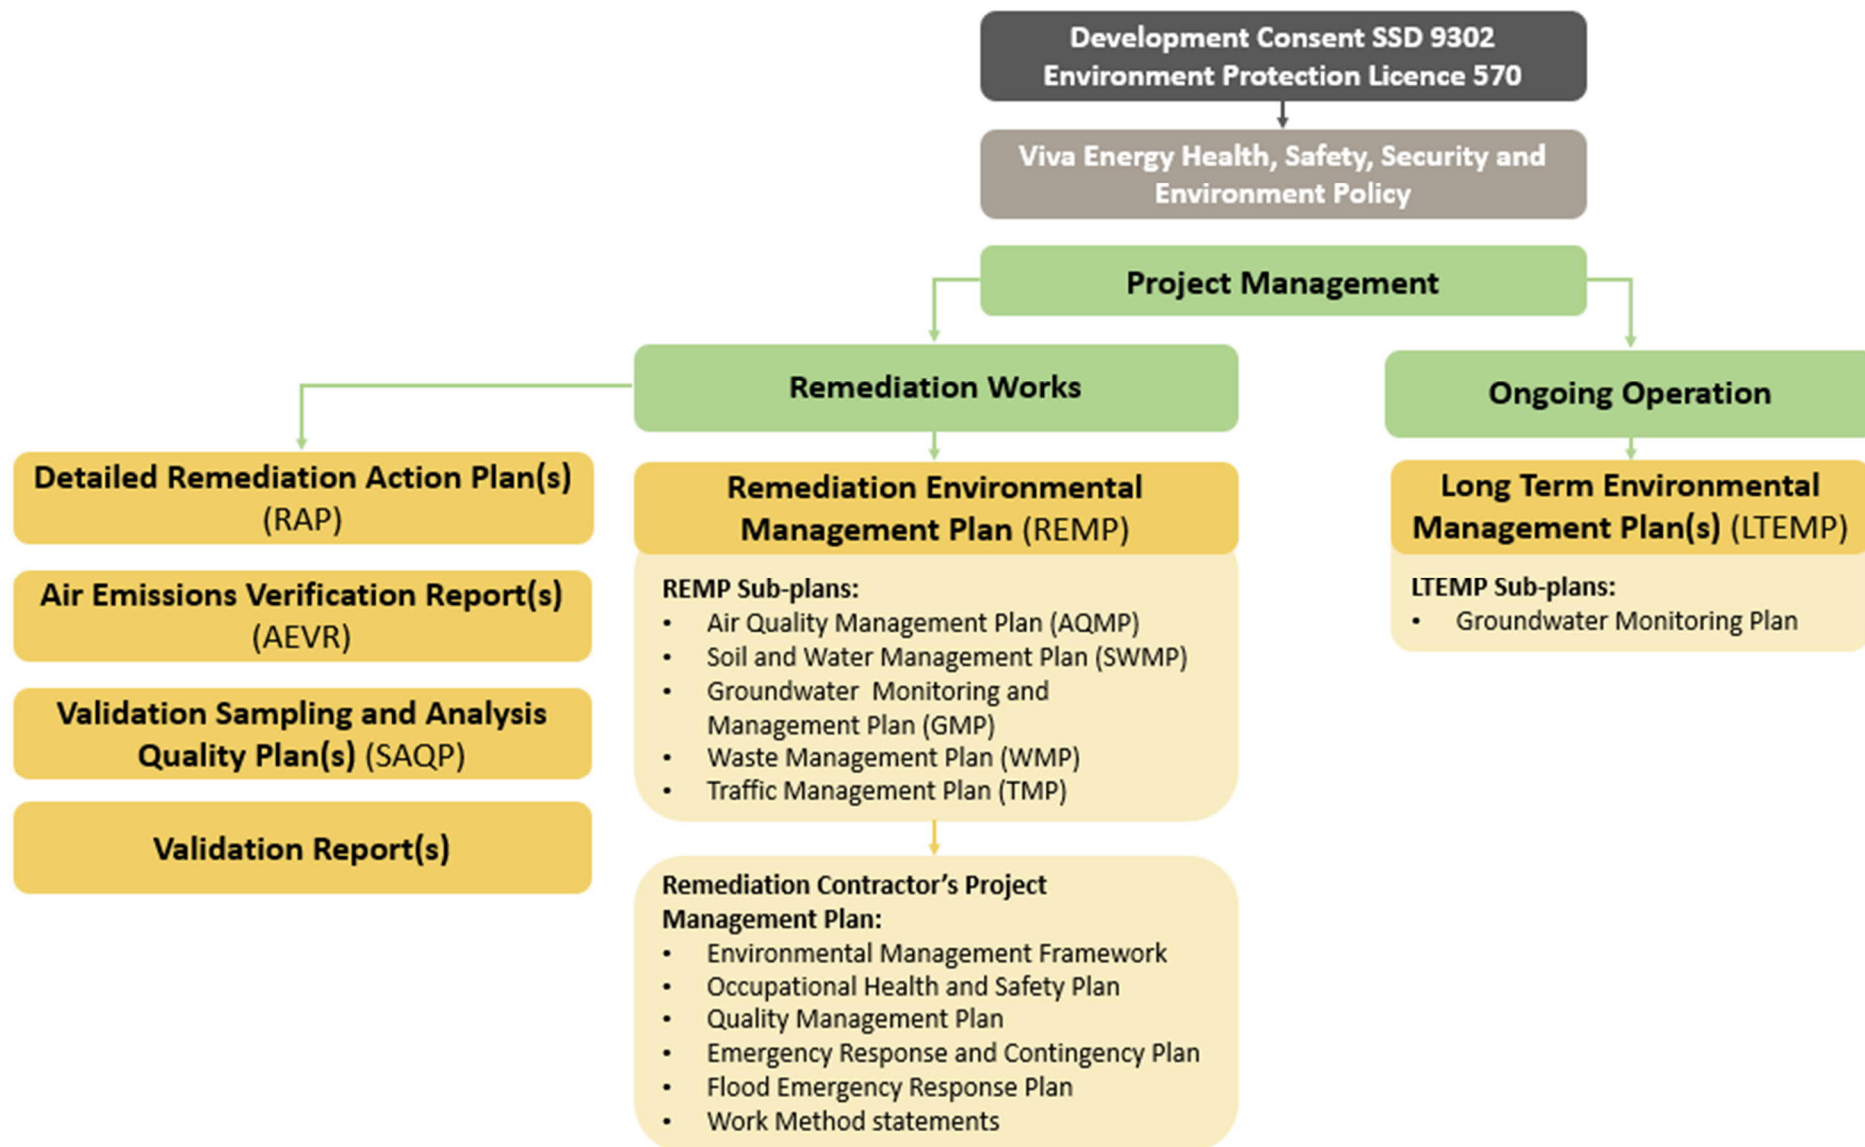 Development Consent SSD 9302
Environment Protection Licence 570
Viva Energy Health, Safety, Security and
Environment Policy
Project Management
Remediation Works
Ongoing Operation
Detailed Remediation Action Plan(s)
(RAP)
Air Emissions Verification Report(s)
(AEVR)
Validation Sampling and Analysis
Quality Plan(s) (SAQP)
Validation Report(s)
Remediation Environmental
Management Plan (REMP)
REMP Sub-plans:
• Air Quality Management Plan (AQMP)
• Soil and Water Management Plan (SWMP)
• Groundwater Monitoring and
Management Plan (GMP)
• Waste Management Plan (WMP)
• Traffic Management Plan (TMP)
Remediation Contractor’s Project
Management Plan:
• Environmental Management Framework
• Occupational Health and Safety Plan
• Quality Management Plan
• Emergency Response and Contingency Plan
• Flood Emergency Response Plan
• Work Method statements
Long Term Environmental
Management Plan(s) (LTEMP)
LTEMP Sub-plans:
• Groundwater Monitoring Plan